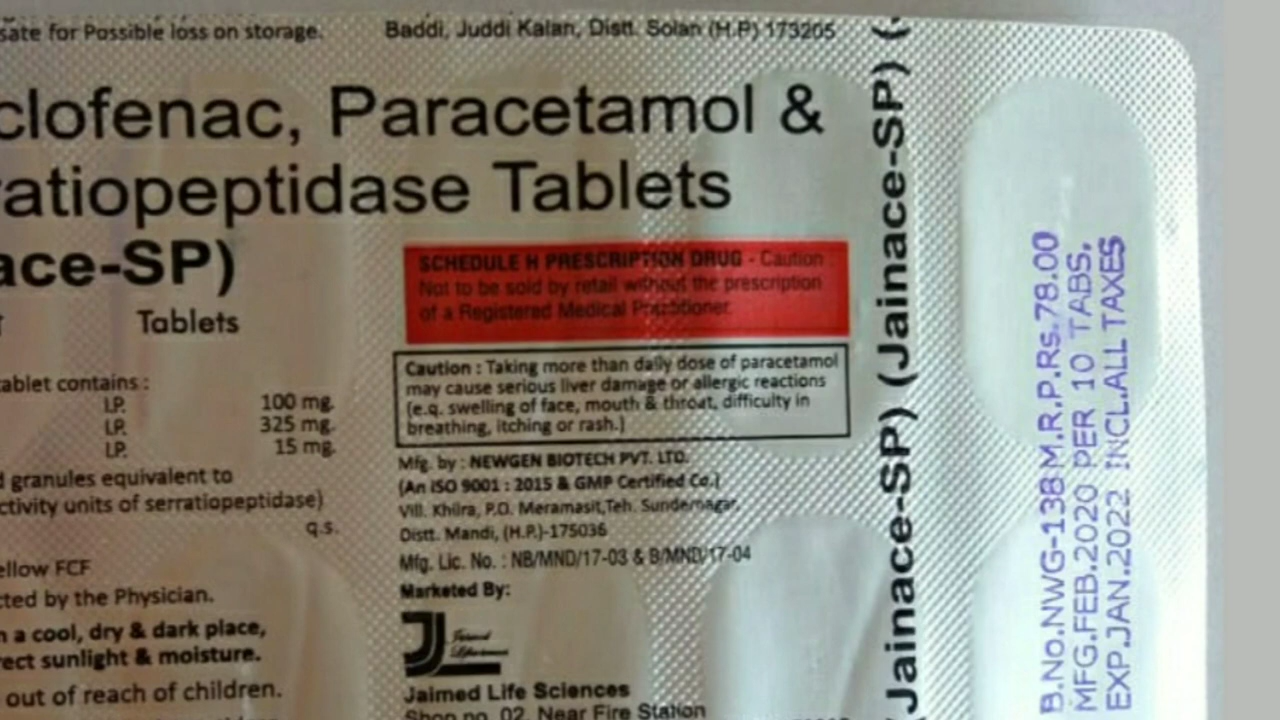 sate for Possible loss on storage.
Baddi, Juddi Kalan, Distt. Solan (H.P) 173205
clofenac, Paracetamol &
ratiopeptidase Tablets
ace-SP)
Tablets
SCHEDULE H PRESCRIPTION DRUG - Caution
Not to be sold by retail without the prescription
of a Registered Medical Practitioner.
Caution : Taking more than daily dose of paracetamol
may cause serious liver damage or allergic reactions
(e.q. swelling of face, mouth & throat, difficulty in
breathing, itching or rash.)
tablet contains :
I.P. 100 mg.
I.P. 325 mg.
I.P. 15 mg.
d granules equivalent to
ctivity units of serratiopeptidase)
q.s.
ellow FCF
cted by the Physician.
n a cool, dry & dark place,
rect sunlight & moisture.
out of reach of children.
Mfg. by : NEWGEN BIOTECH PVT. LTD.
(An ISO 9001 : 2015 & GMP Certified Co.)
Vill. Khilra, P.O. Meramasit,Teh. Sundernagar,
Distt. Mandi, (H.P.)-175036
Mfg. Lic. No. : NB/MND/17-03 & B/MND/17-04
Marketed By:
Jaimed Life Sciences
Shop no. 02, Near Fire Station
(Jainace-SP) (Jainace-SP) (
B.No.NWG-138 M.R.P.Rs.78.00
MFG.FEB.2020 PER 10 TABS.
EXP.JAN.2022 INCL.ALL TAXES